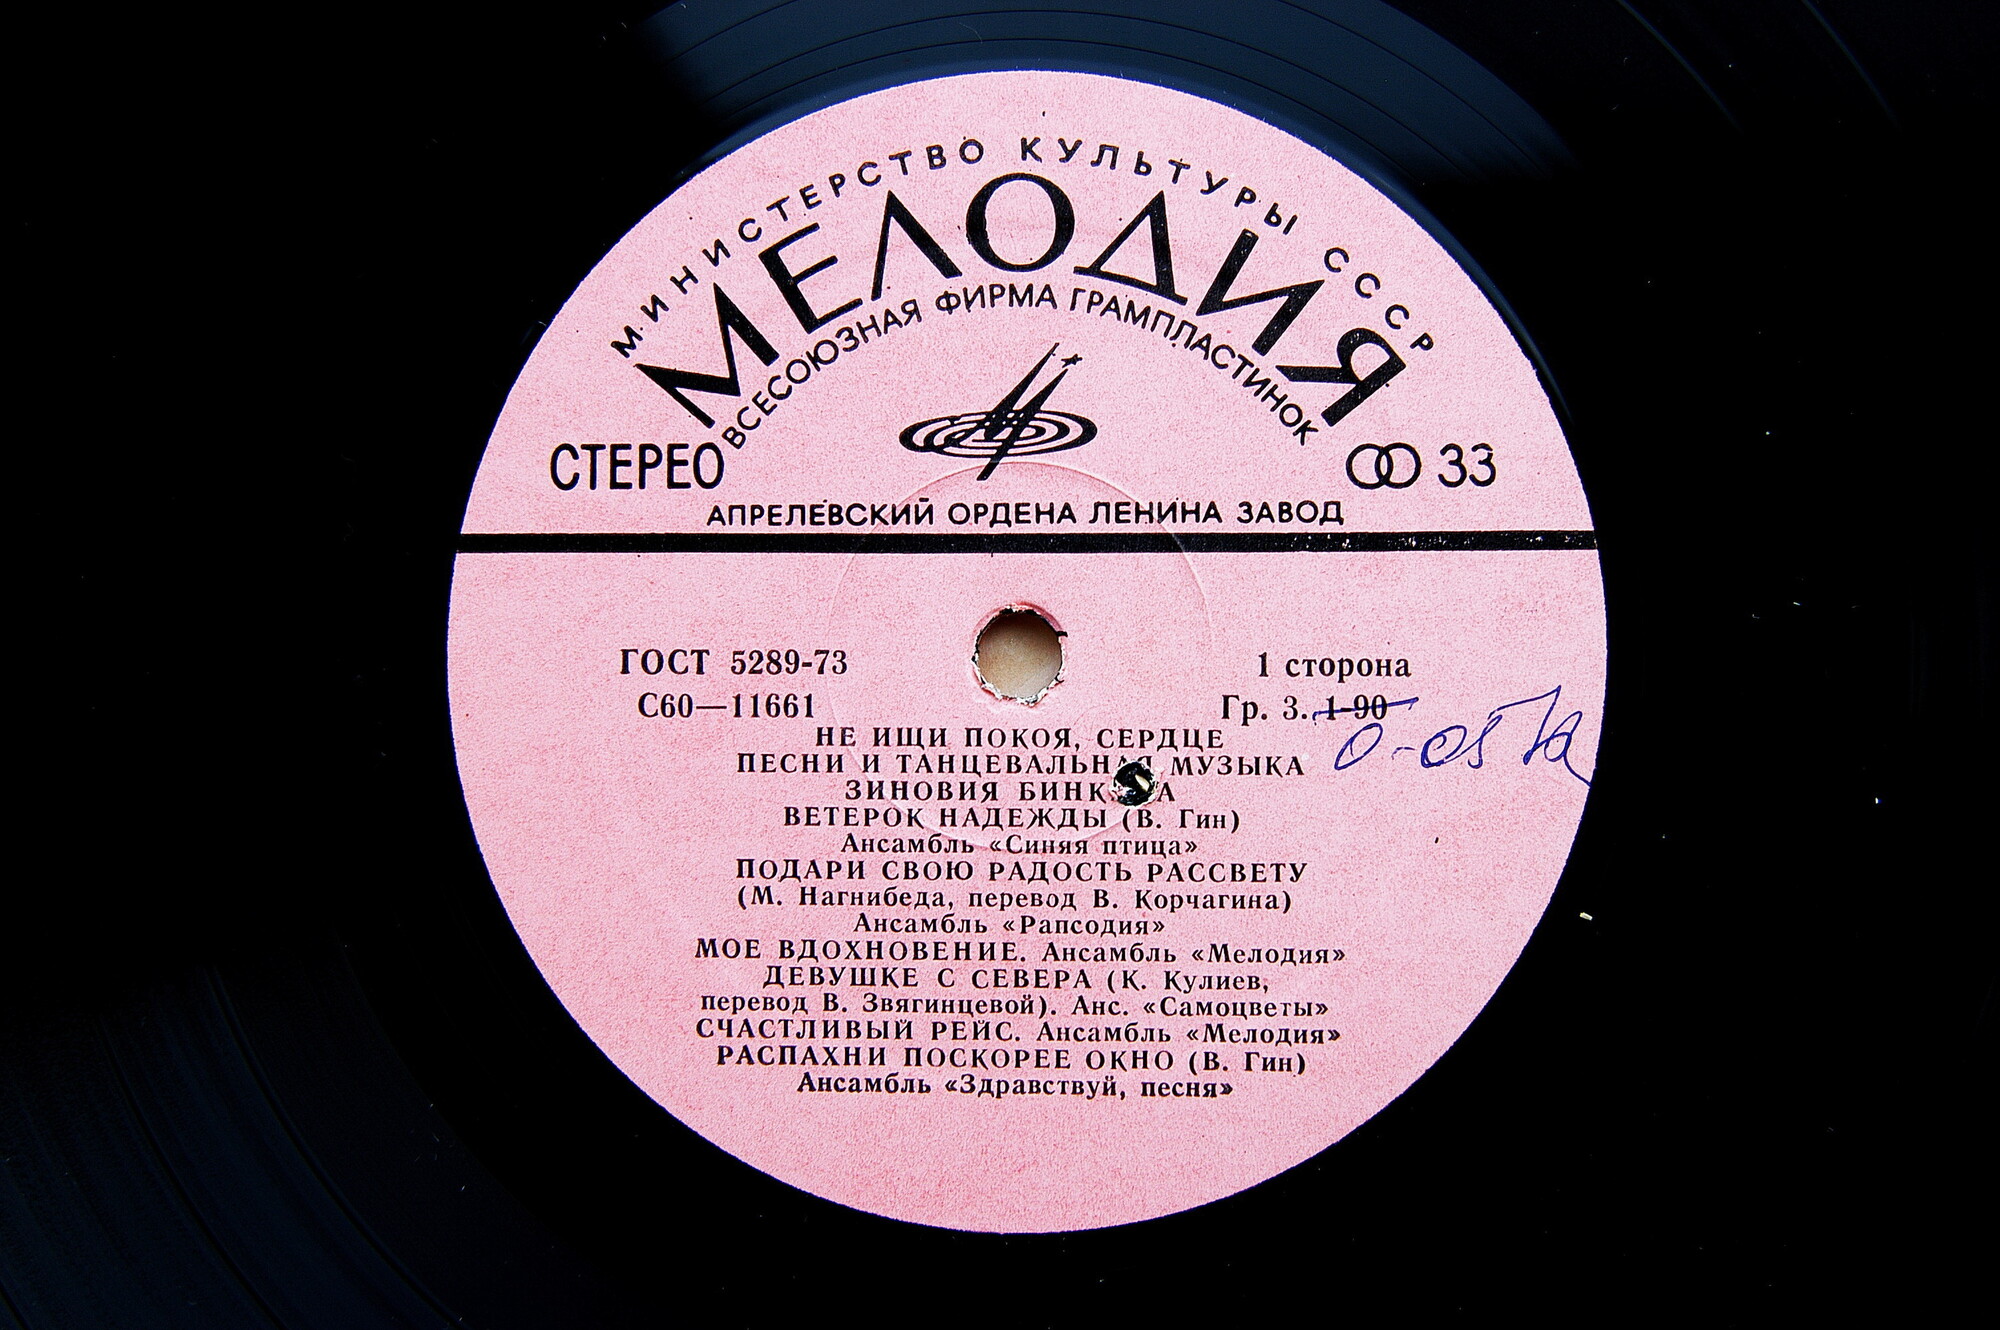 МИНИСТЕРСТВО КУЛЬТУРЫ СССР
МЕЛОДИЯ
ВСЕСОЮЗНАЯ ФИРМА ГРАМПЛАСТИНОК
СТЕРЕО
33
АПРЕЛЕВСКИЙ ОРДЕНА ЛЕНИНА ЗАВОД
ГОСТ 5289-73
1 сторона
С60—11661
Гр. 3. 1-90
НЕ ИЩИ ПОКОЯ, СЕРДЦЕ
ПЕСНИ И ТАНЦЕВАЛЬНАЯ МУЗЫКА
ЗИНОВИЯ
ВЕТЕРОК НАДЕЖДЫ (В. Гин)
Ансамбль «Синяя птица»
ПОДАРИ СВОЮ РАДОСТЬ РАССВЕТУ
(М. Нагнибеда, перевод В. Корчагина)
Ансамбль «Рапсодия»
МОЕ ВДОХНОВЕНИЕ. Ансамбль «Мелодия»
ДЕВУШКЕ С СЕВЕРА (К. Кулиев,
перевод В. Звягинцевой). Анс. «Самоцветы»
СЧАСТЛИВЫЙ РЕЙС. Ансамбль «Мелодия»
РАСПАХНИ ПОСКОРЕЕ ОКНО (В. Гин)
Ансамбль «Здравствуй, песня»